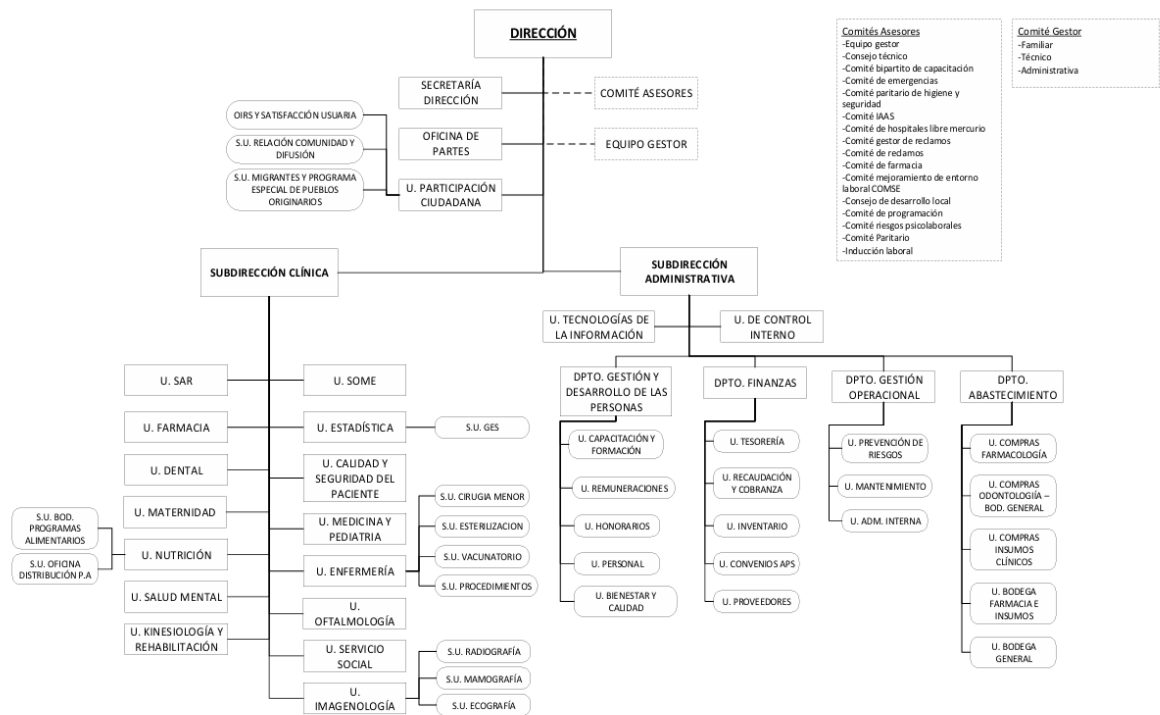 DIRECCIÓN
SECRETARÍA
DIRECCIÓN
COMITÉ ASESORES
OFICINA DE
PARTES
EQUIPO GESTOR
U. PARTICIPACIÓN
CIUDADANA
OIRS Y SATISFACCIÓN USUARIA
S.U. RELACIÓN COMUNIDAD Y
DIFUSIÓN
S.U. MIGRANTES Y PROGRAMA
ESPECIAL DE PUEBLOS
ORIGINARIOS
Comités Asesores
-Equipo gestor
-Consejo técnico
-Comité bipartito de capacitación
-Comité de emergencias
-Comité paritario de higiene y
seguridad
-Comité IAAS
-Comité de hospitales libre mercurio
-Comité gestor de reclamos
-Comité de reclamos
-Comité de farmacia
-Comité mejoramiento de entorno
laboral COMSE
-Consejo de desarrollo local
-Comité de programación
-Comité riesgos psicolaborales
-Comité Paritario
-Inducción laboral
Comité Gestor
-Familiar
-Técnico
-Administrativa
SUBDIRECCIÓN CLÍNICA
U. SAR
U. SOME
U. FARMACIA
U. ESTADÍSTICA
S.U. GES
U. DENTAL
U. CALIDAD Y
SEGURIDAD DEL
PACIENTE
U. MATERNIDAD
U. MEDICINA Y
PEDIATRIA
U. NUTRICIÓN
S.U. BOD.
PROGRAMAS
ALIMENTARIOS
S.U. OFICINA
DISTRIBUCIÓN P.A
U. ENFERMERÍA
S.U. CIRUGIA MENOR
S.U. ESTERILIZACION
S.U. VACUNATORIO
S.U. PROCEDIMIENTOS
U. SALUD MENTAL
U.
OFTALMOLOGÍA
U. KINESIOLOGÍA Y
REHABILITACIÓN
U. SERVICIO
SOCIAL
U.
IMAGENOLOGÍA
S.U. RADIOGRAFÍA
S.U. MAMOGRAFÍA
S.U. ECOGRAFÍA
SUBDIRECCIÓN
ADMINISTRATIVA
U. TECNOLOGÍAS DE
LA INFORMACIÓN
U. DE CONTROL
INTERNO
DPTO. GESTIÓN Y
DESARROLLO DE LAS
PERSONAS
U. CAPACITACIÓN Y
FORMACIÓN
U. REMUNERACIONES
U. HONORARIOS
U. PERSONAL
U. BIENESTAR Y
CALIDAD
DPTO. FINANZAS
U. TESORERÍA
U. RECAUDACIÓN
Y COBRANZA
U. INVENTARIO
U. CONVENIOS APS
U. PROVEEDORES
DPTO. GESTIÓN
OPERACIONAL
U. PREVENCIÓN DE
RIESGOS
U. MANTENIMIENTO
U. ADM. INTERNA
DPTO.
ABASTECIMIENTO
U. COMPRAS
FARMACOLOGÍA
U. COMPRAS
ODONTOLOGIÍA –
BOD. GENERAL
U. COMPRAS
INSUMOS
CLÍNICOS
U. BODEGA
FARMACIA E
INSUMOS
U. BODEGA
GENERAL